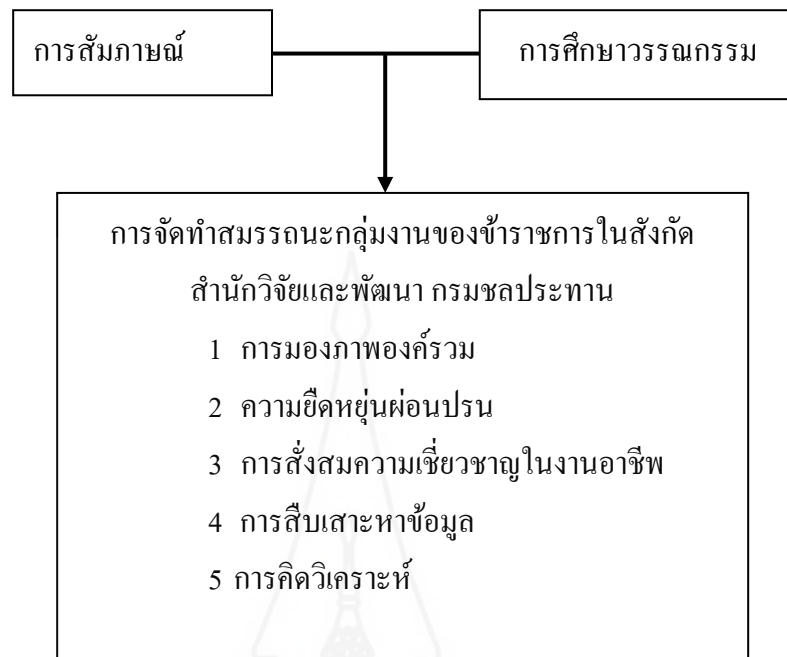 การสัมภาษณ์
การศึกษาวรรณกรรม
การจัดทำสมรรถนะกลุ่มงานของข้าราชการในสังกัด
สำนักวิจัยและพัฒนา กรมชลประทาน
1 การมองภาพองค์รวม
2 ความยืดหยุ่นผ่อนปรน
3 การสั่งสมความเชี่ยวชาญในงานอาชีพ
4 การสืบเสาะหาข้อมูล
5 การคิดวิเคราะห์